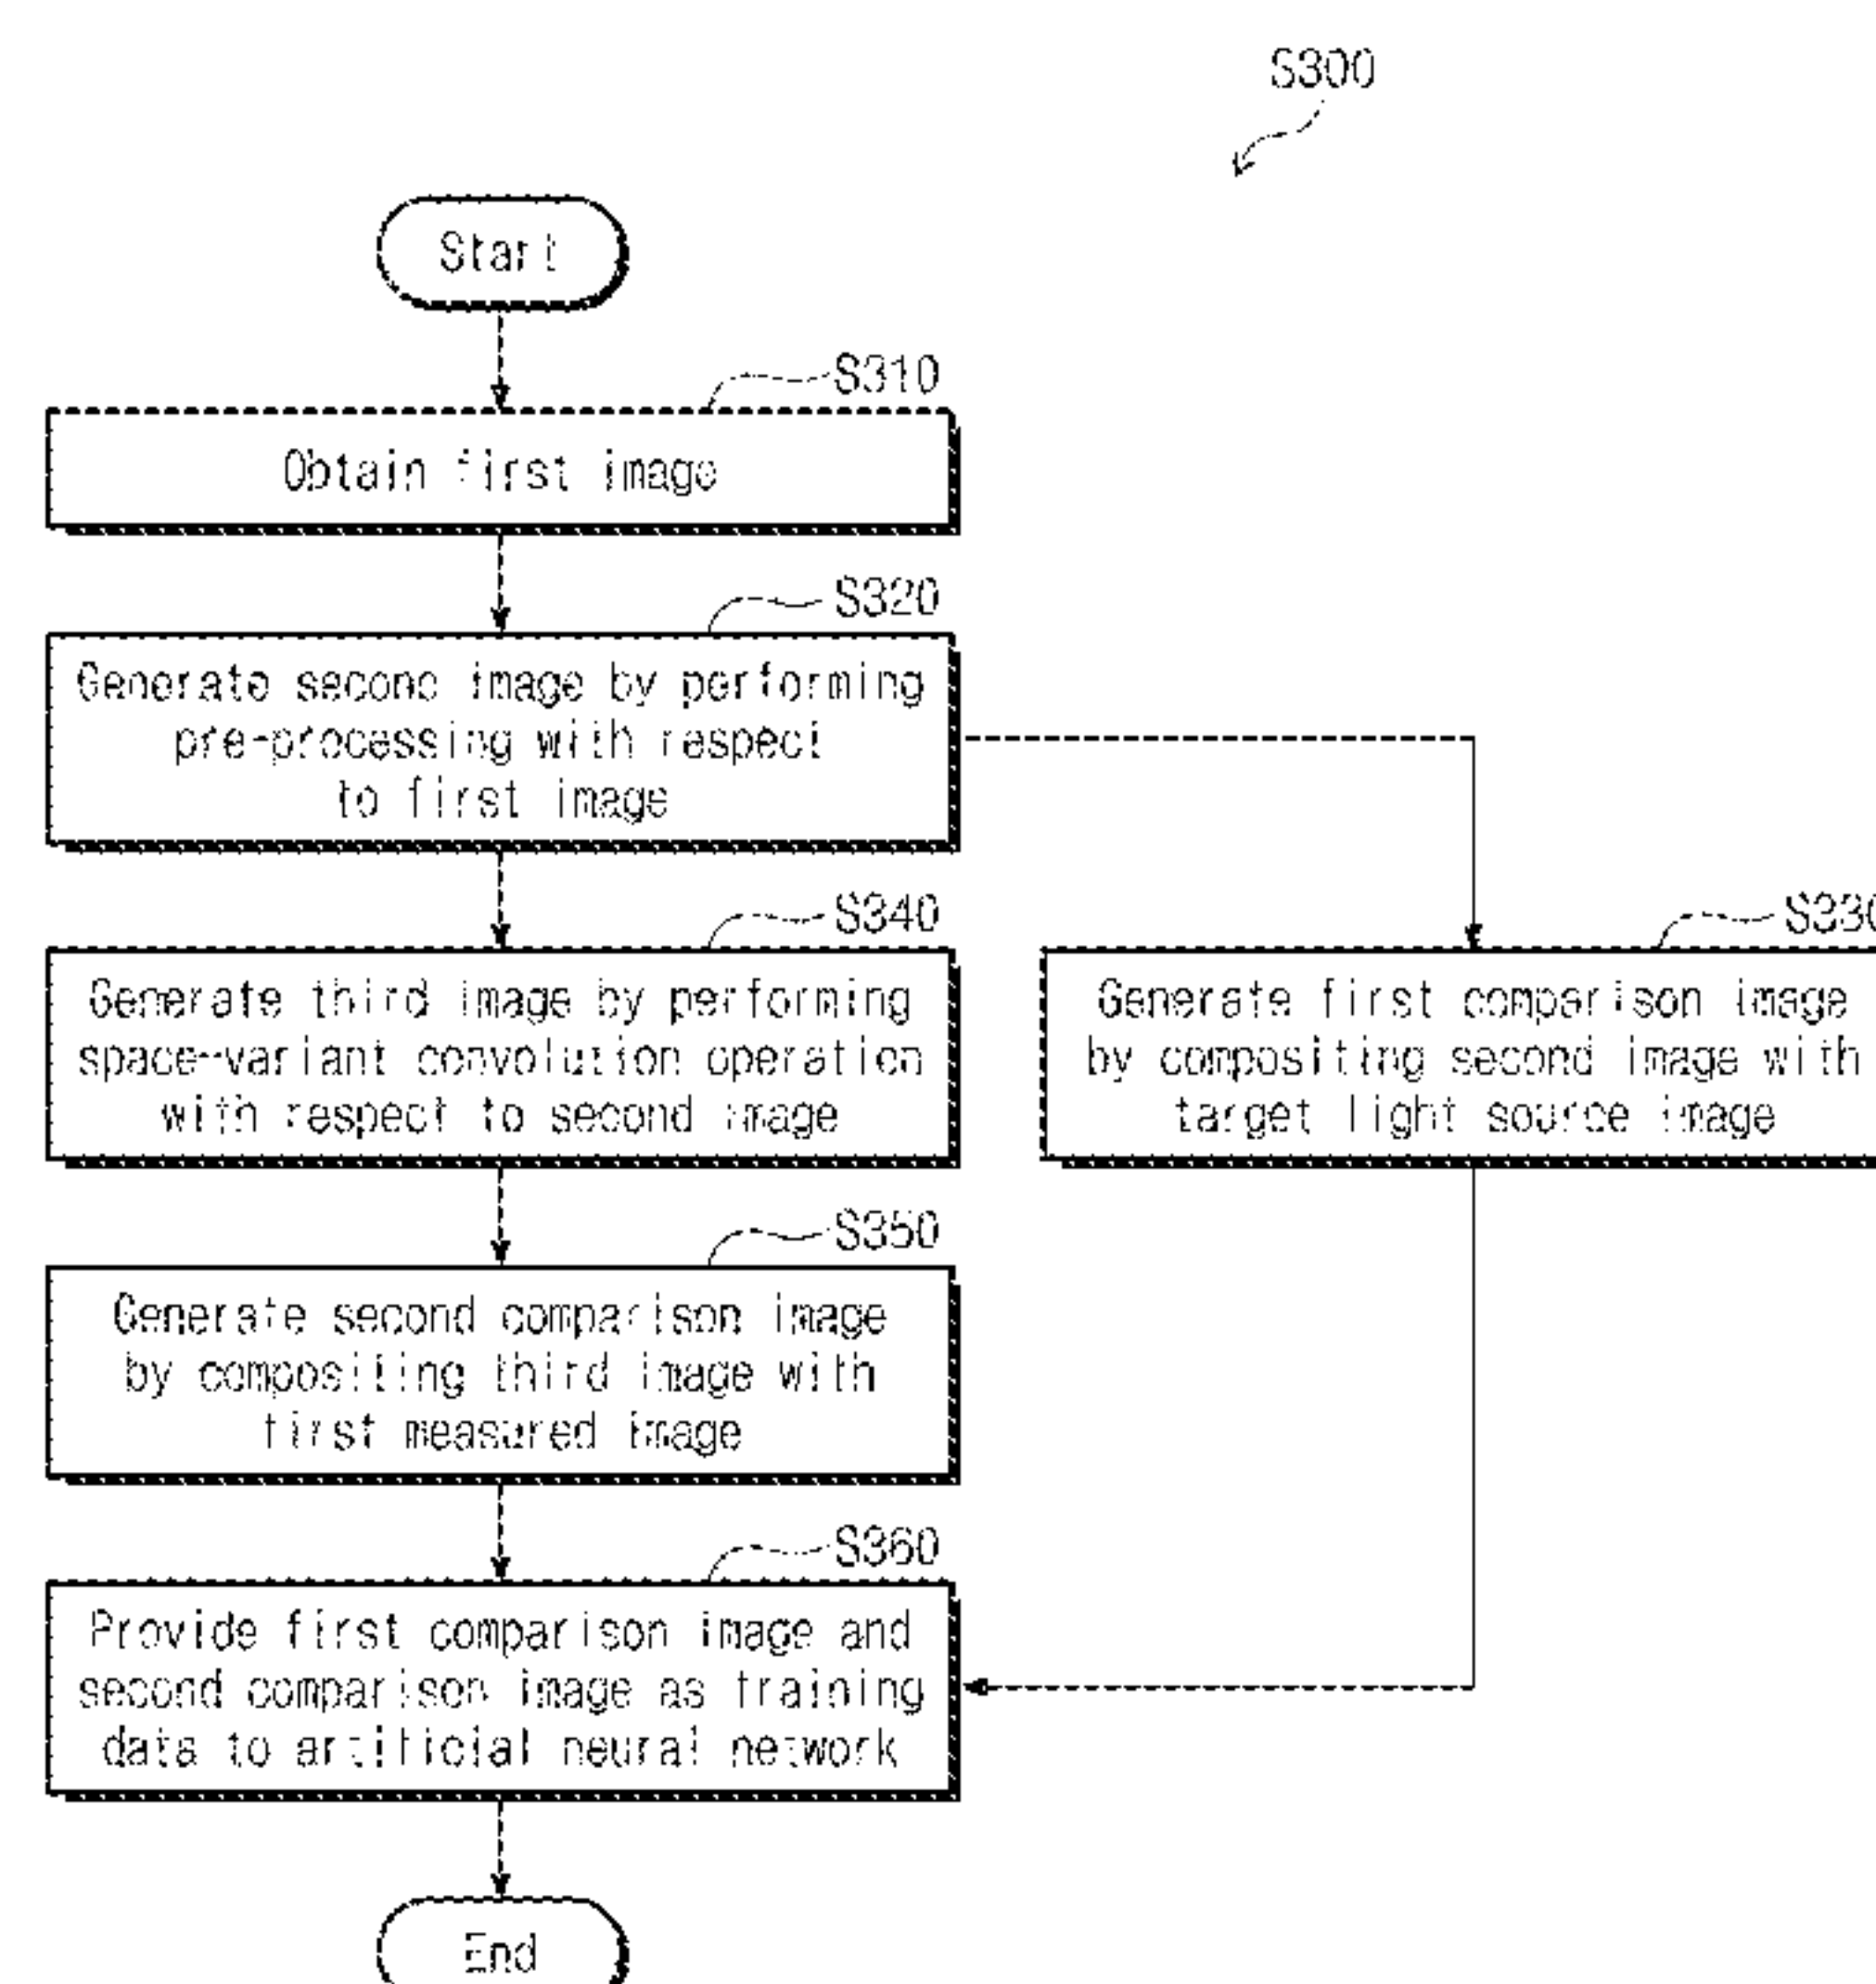 S300
Start
S310
Obtain first image
S320
Generate second image by performing
pre-processing with respect
to first image
S340
Generate third image by performing
space-variant convolution operation
with respect to second image
S330
Generate first comparison image
by compositing second image with
target light source image
S350
Generate second comparison image
by compositing third image with
first measured image
S360
Provide first comparison image and
second comparison image as training
data to artificial neural network
End